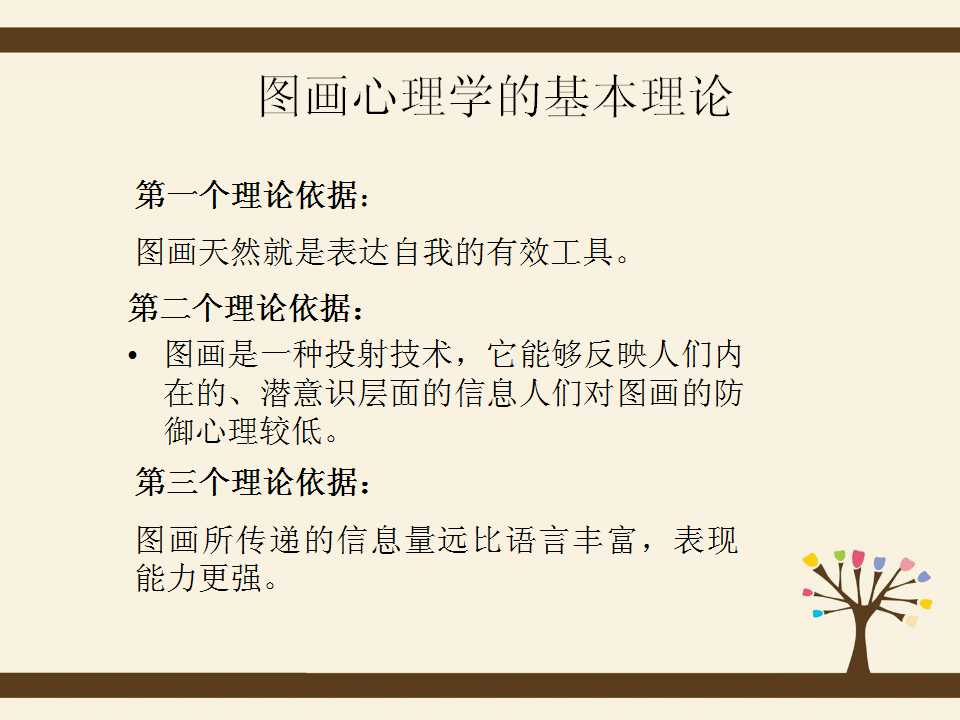 图画心理学的基本理论
第一个理论依据：
图画天然就是表达自我的有效工具。
第二个理论依据：
• 图画是一种投射技术，它能够反映人们内
在的、潜意识层面的信息人们对图画的防
御心理较低。
第三个理论依据：
图画所传递的信息量远比语言丰富，表现
能力更强。